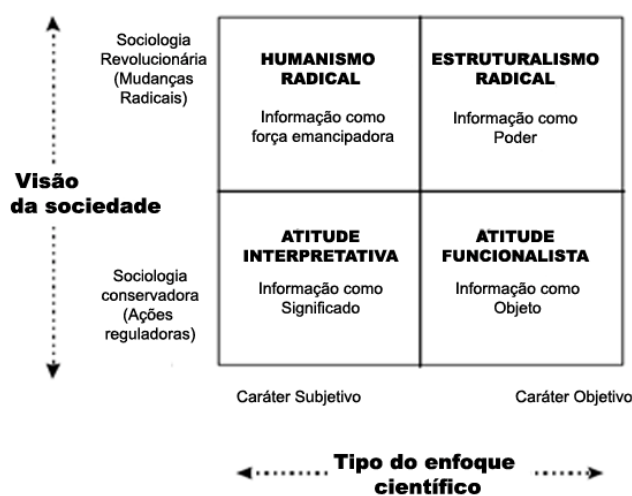 Sociologia
Revolucionária
(Mudanças
Radicais)
HUMANISMO
RADICAL
Informação como
força emancipadora
ESTRUTURALISMO
RADICAL
Informação como
Poder
Visão
da sociedade
Sociologia
conservadora
(Ações
reguladoras)
ATITUDE
INTERPRETATIVA
Informação como
Significado
ATITUDE
FUNCIONALISTA
Informação como
Objeto
Caráter Subjetivo
Caráter Objetivo
Tipo do enfoque
científico